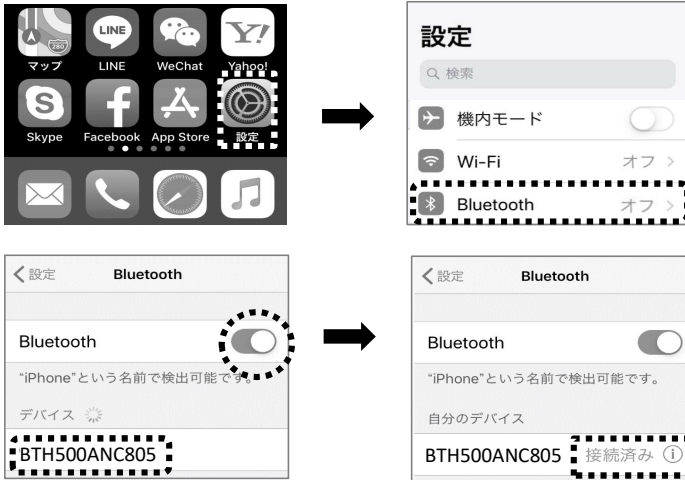 280
LINE
Y!
マップ
LINE
WeChat
Yahoo!
S
f
Skype
Facebook
App Store
設定
設定
検索
機内モード
Wi-Fi
オフ >
Bluetooth
オフ >
<設定
Bluetooth
Bluetooth
“iPhone”という名前で検出可能です。
デバイス
BTH500ANC805
<設定
Bluetooth
Bluetooth
“iPhone”という名前で検出可能です。
自分のデバイス
BTH500ANC805
接続済み i